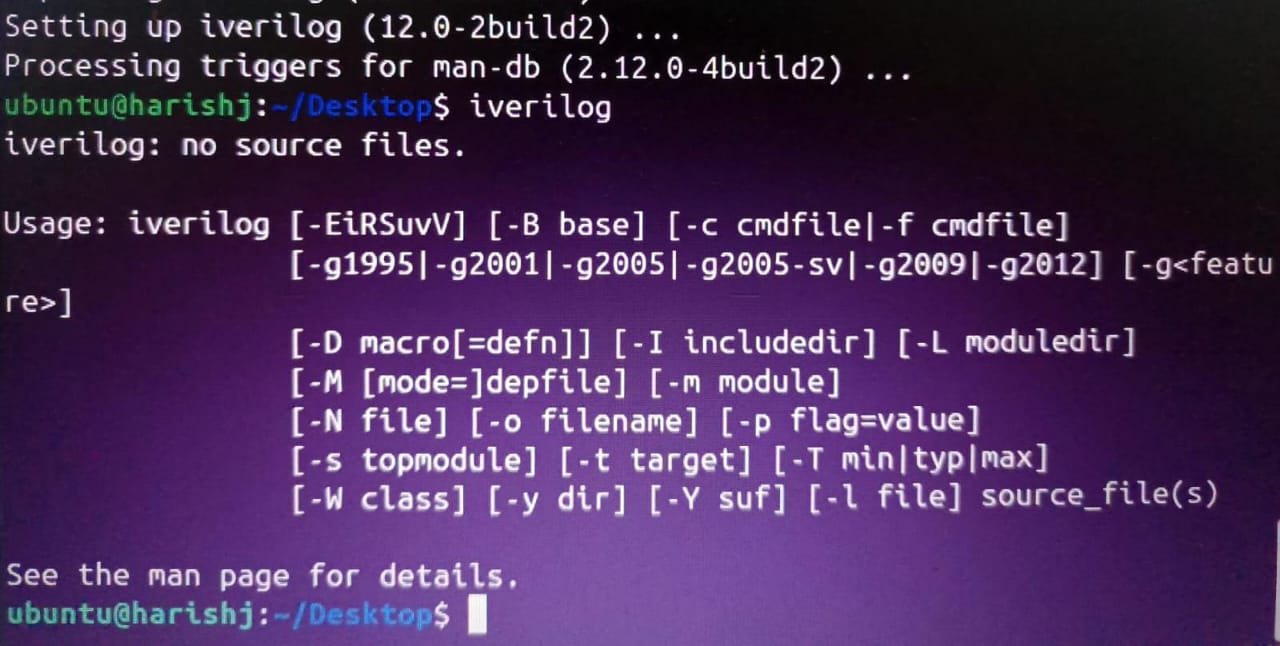 Setting up iverilog (12.0-2build2) ...
Processing triggers for man-db (2.12.0-4build2) ...
ubuntu@harishj:~/Desktop$ iverilog
iverilog: no source files.

Usage: iverilog [-EiRSuvV] [-B base] [-c cmdfile|-f cmdfile]
                [-g1995|-g2001|-g2005|-g2005-sv|-g2009|-g2012] [-g<featu
re>]
                [-D macro[=defn]] [-I includedir] [-L moduledir]
                [-M [mode=]depfile] [-m module]
                [-N file] [-o filename] [-p flag=value]
                [-s topmodule] [-t target] [-T min|typ|max]
                [-W class] [-y dir] [-Y suf] [-l file] source_file(s)

See the man page for details.
ubuntu@harishj:~/Desktop$